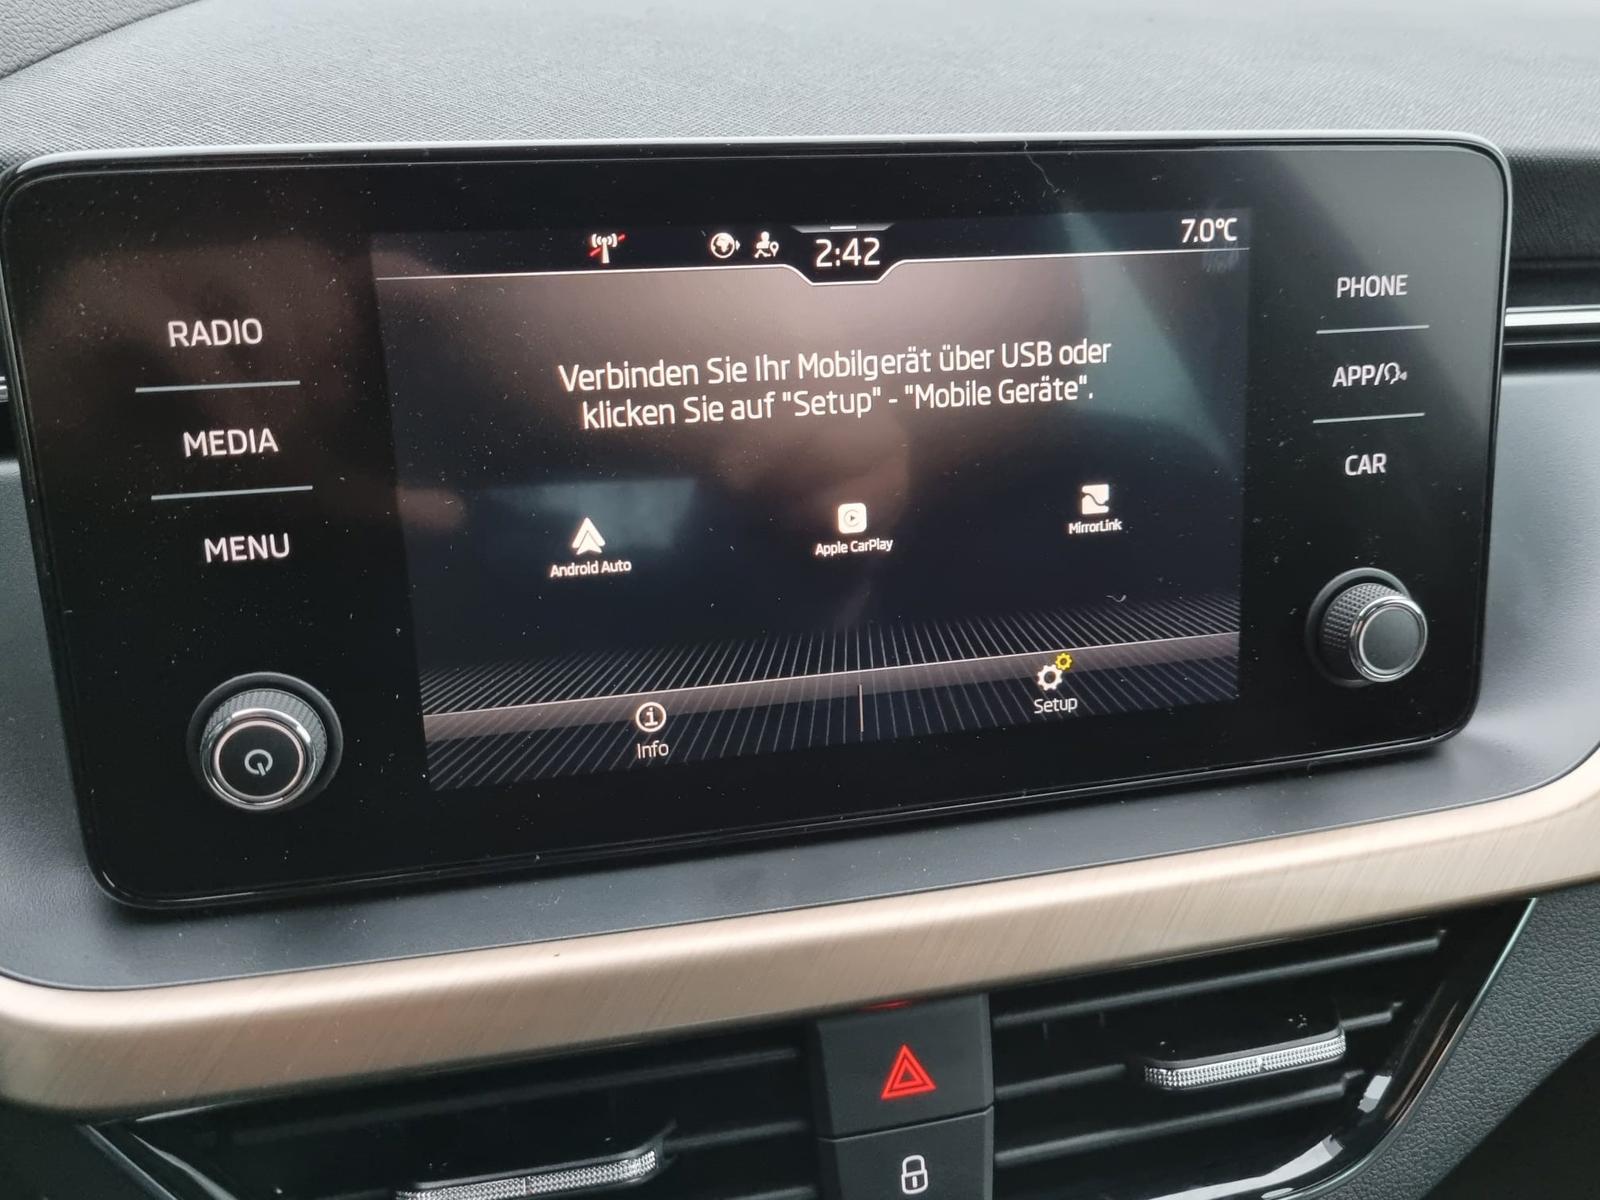 2:42
7.0°C
RADIO
MEDIA
MENU
Verbinden Sie Ihr Mobilgerät über USB oder
klicken Sie auf "Setup" - "Mobile Geräte".
Android Auto
Apple CarPlay
MirrorLink
Info
Setup
PHONE
APP/
CAR